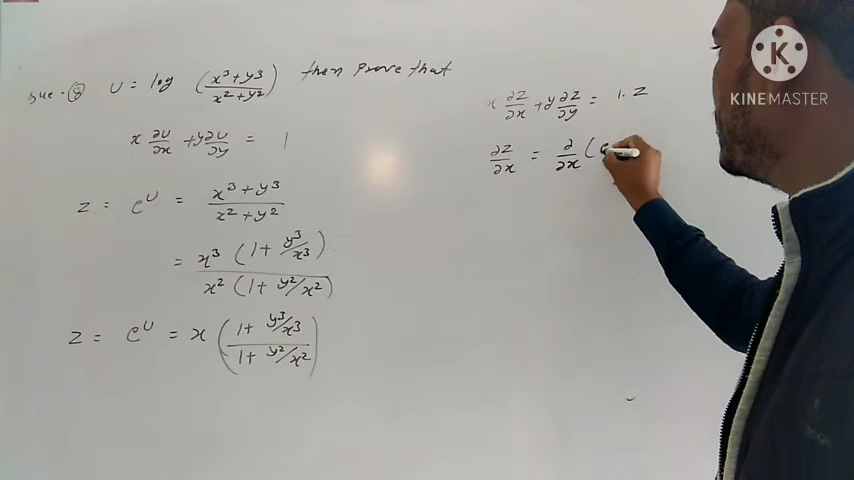 Que-⑧ U = log (x³+y³ / x²+y²) then prove that
x ∂U/∂x + y ∂U/∂y = 1
z = e^U = x³+y³ / x²+y²
= x³ (1+ y³/x³) / x² (1+ y²/x²)
z = e^U = x (1+ y³/x³ / 1+ y²/x²)
x ∂z/∂x + y ∂z/∂y = 1. z
∂z/∂x = ∂/∂x (
K
KINEMASTER